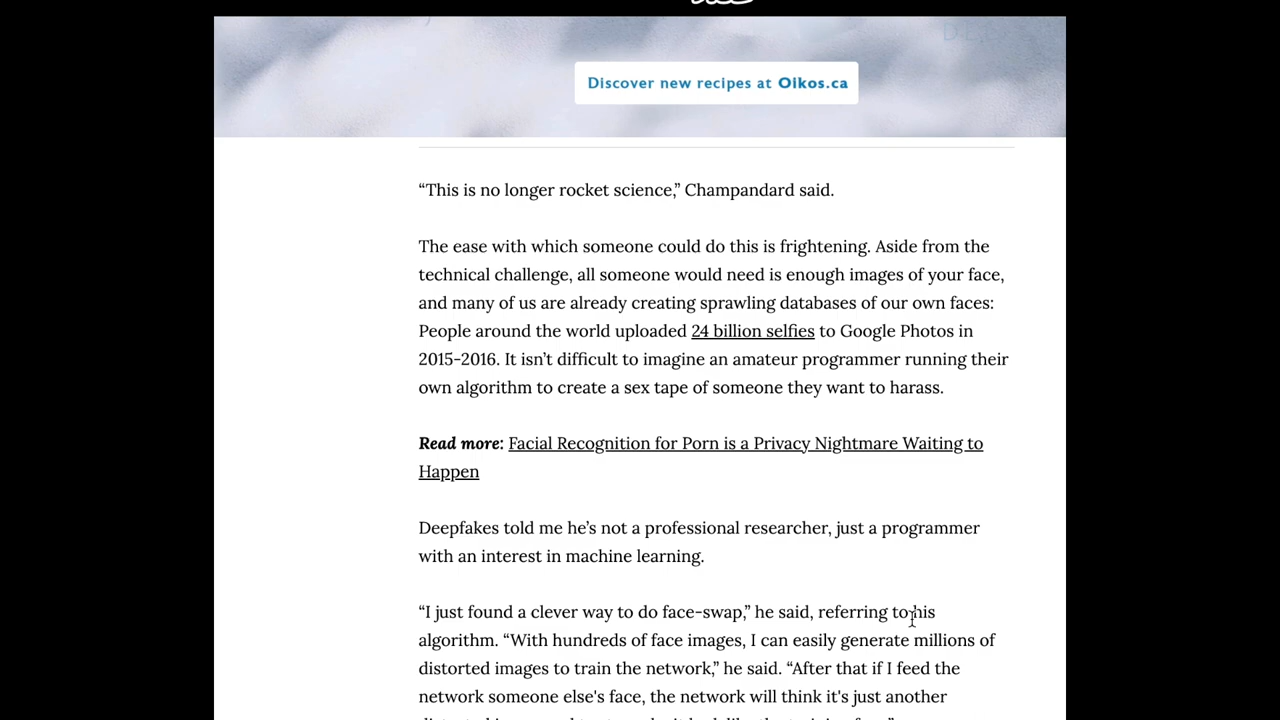 Discover new recipes at Oikos.ca
“This is no longer rocket science,” Champandard said.
The ease with which someone could do this is frightening. Aside from the
technical challenge, all someone would need is enough images of your face,
and many of us are already creating sprawling databases of our own faces:
People around the world uploaded 24 billion selfies to Google Photos in
2015-2016. It isn’t difficult to imagine an amateur programmer running their
own algorithm to create a sex tape of someone they want to harass.
Read more: Facial Recognition for Porn is a Privacy Nightmare Waiting to
Happen
Deepfakes told me he’s not a professional researcher, just a programmer
with an interest in machine learning.
“I just found a clever way to do face-swap,” he said, referring to his
algorithm. “With hundreds of face images, I can easily generate millions of
distorted images to train the network,” he said. “After that if I feed the
network someone else's face, the network will think it's just another